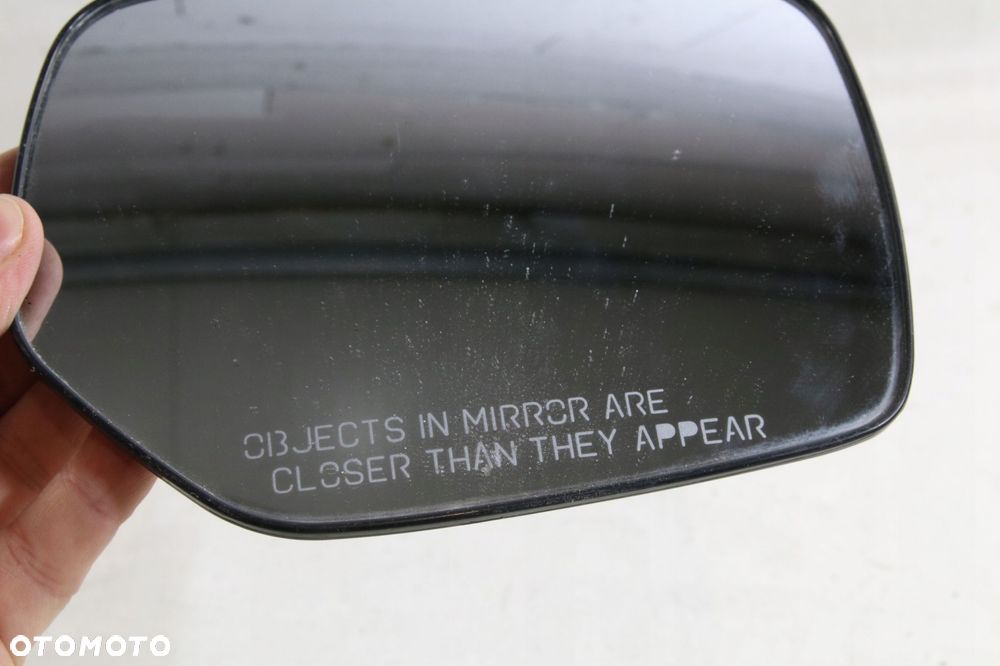 OBJECTS IN MIRROR ARE
CLOSER THAN THEY APPEAR
OTOMOTO